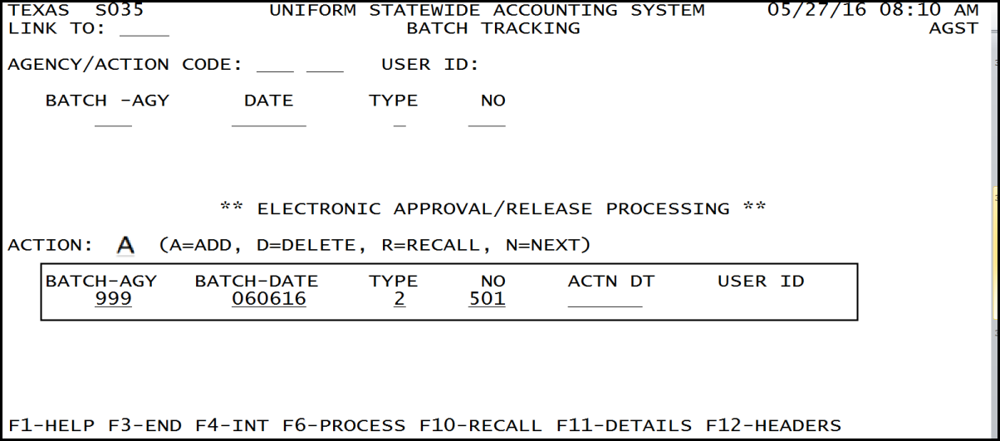 TEXAS S035 UNIFORM STATEWIDE ACCOUNTING SYSTEM 05/27/16 08:10 AM
LINK TO: ____ BATCH TRACKING AGST
AGENCY/ACTION CODE: ___ ___ USER ID:
BATCH -AGY DATE TYPE NO
___ ______ _ ___
** ELECTRONIC APPROVAL/RELEASE PROCESSING **
ACTION: A (A=ADD, D=DELETE, R=RECALL, N=NEXT)
BATCH-AGY BATCH-DATE TYPE NO ACTN DT USER ID
999 060616 2 501 ______
F1-HELP F3-END F4-INT F6-PROCESS F10-RECALL F11-DETAILS F12-HEADERS